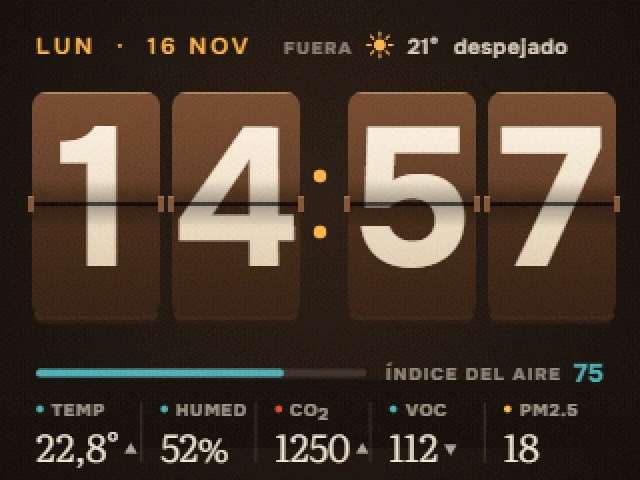 LUN · 16 NOV FUERA 21° despejado
14:57
ÍNDICE DEL AIRE 75
TEMP HUMED CO₂ VOC PM2.5
22,8° ▲ 52% 1250 ▲ 112 ▼ 18